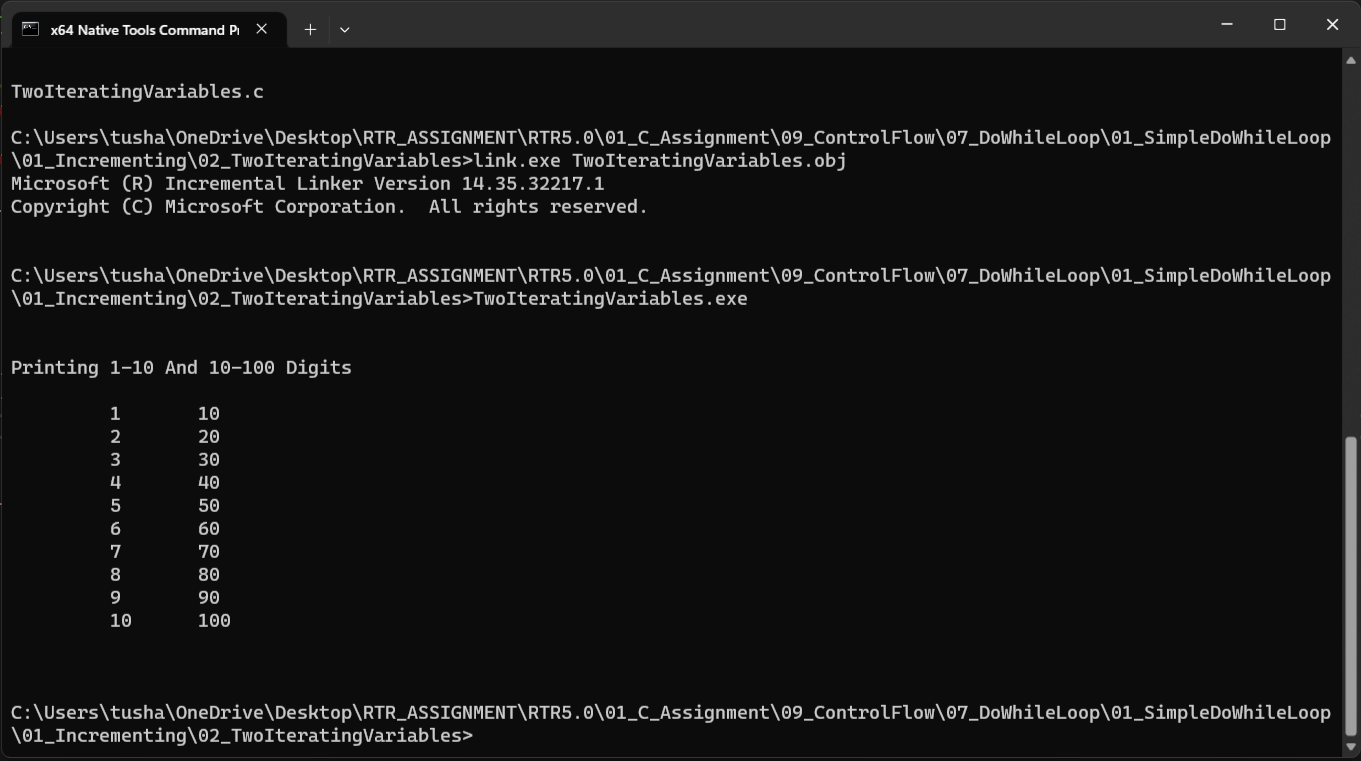 x64 Native Tools Command Pr
TwoIteratingVariables.c
C:\Users\tusha\OneDrive\Desktop\RTR_ASSIGNMENT\RTR5.0\01_C_Assignment\09_ControlFlow\07_DoWhileLoop\01_SimpleDoWhileLoop
\01_Incrementing\02_TwoIteratingVariables>link.exe TwoIteratingVariables.obj
Microsoft (R) Incremental Linker Version 14.35.32217.1
Copyright (C) Microsoft Corporation.  All rights reserved.
C:\Users\tusha\OneDrive\Desktop\RTR_ASSIGNMENT\RTR5.0\01_C_Assignment\09_ControlFlow\07_DoWhileLoop\01_SimpleDoWhileLoop
\01_Incrementing\02_TwoIteratingVariables>TwoIteratingVariables.exe
Printing 1-10 And 10-100 Digits
1 10
2 20
3 30
4 40
5 50
6 60
7 70
8 80
9 90
10 100
C:\Users\tusha\OneDrive\Desktop\RTR_ASSIGNMENT\RTR5.0\01_C_Assignment\09_ControlFlow\07_DoWhileLoop\01_SimpleDoWhileLoop
\01_Incrementing\02_TwoIteratingVariables>